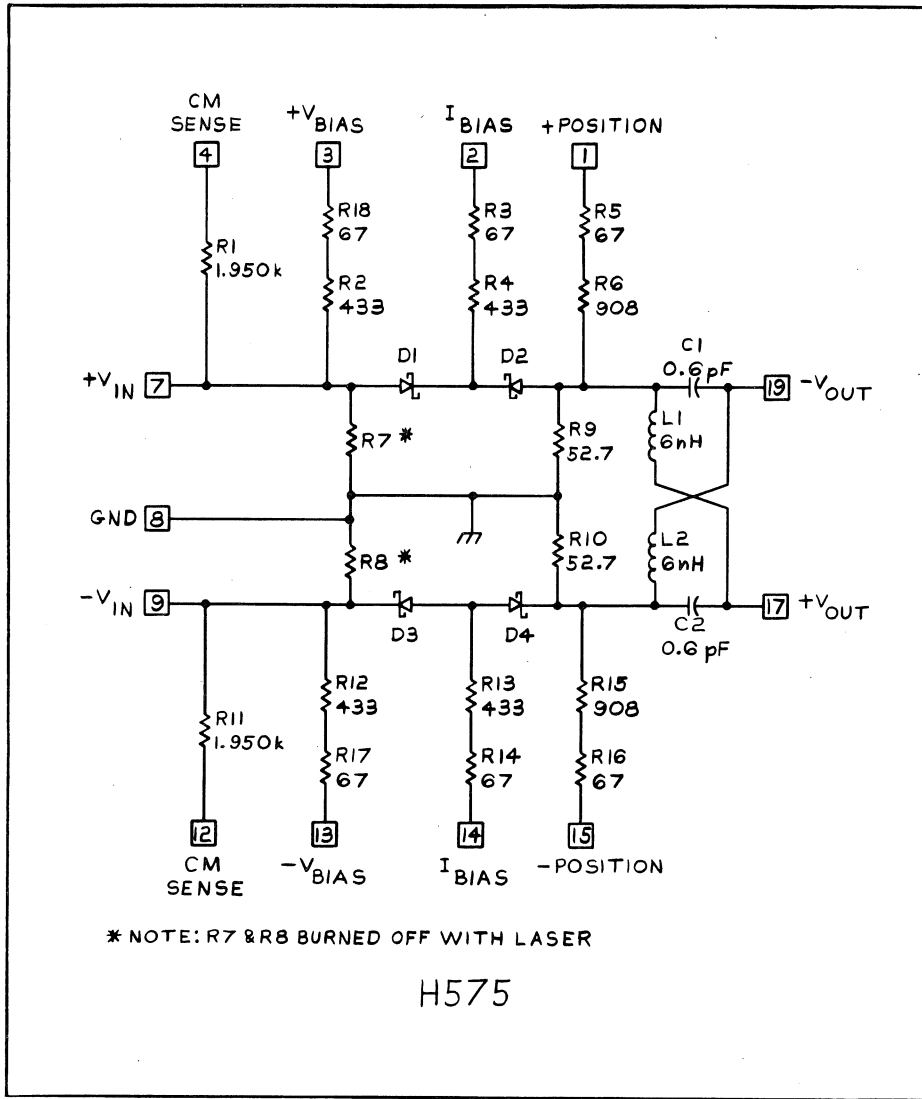 CM
SENSE
+VBIAS
IBIAS
+POSITION
4
3
2
1
R18
67
R3
67
R5
67
R1
1.950k
R2
433
R4
433
R6
908
D1
D2
C1
0.6 pF
+VIN
7
19
-VOUT
R7 *
R9
52.7
L1
6nH
GND
8
R8 *
R10
52.7
L2
6nH
-VIN
9
17
+VOUT
D3
D4
C2
0.6 pF
R12
433
R13
433
R15
908
R11
1.950k
R17
67
R14
67
R16
67
12
13
14
15
CM
SENSE
-VBIAS
IBIAS
-POSITION
* NOTE: R7 & R8 BURNED OFF WITH LASER
H575